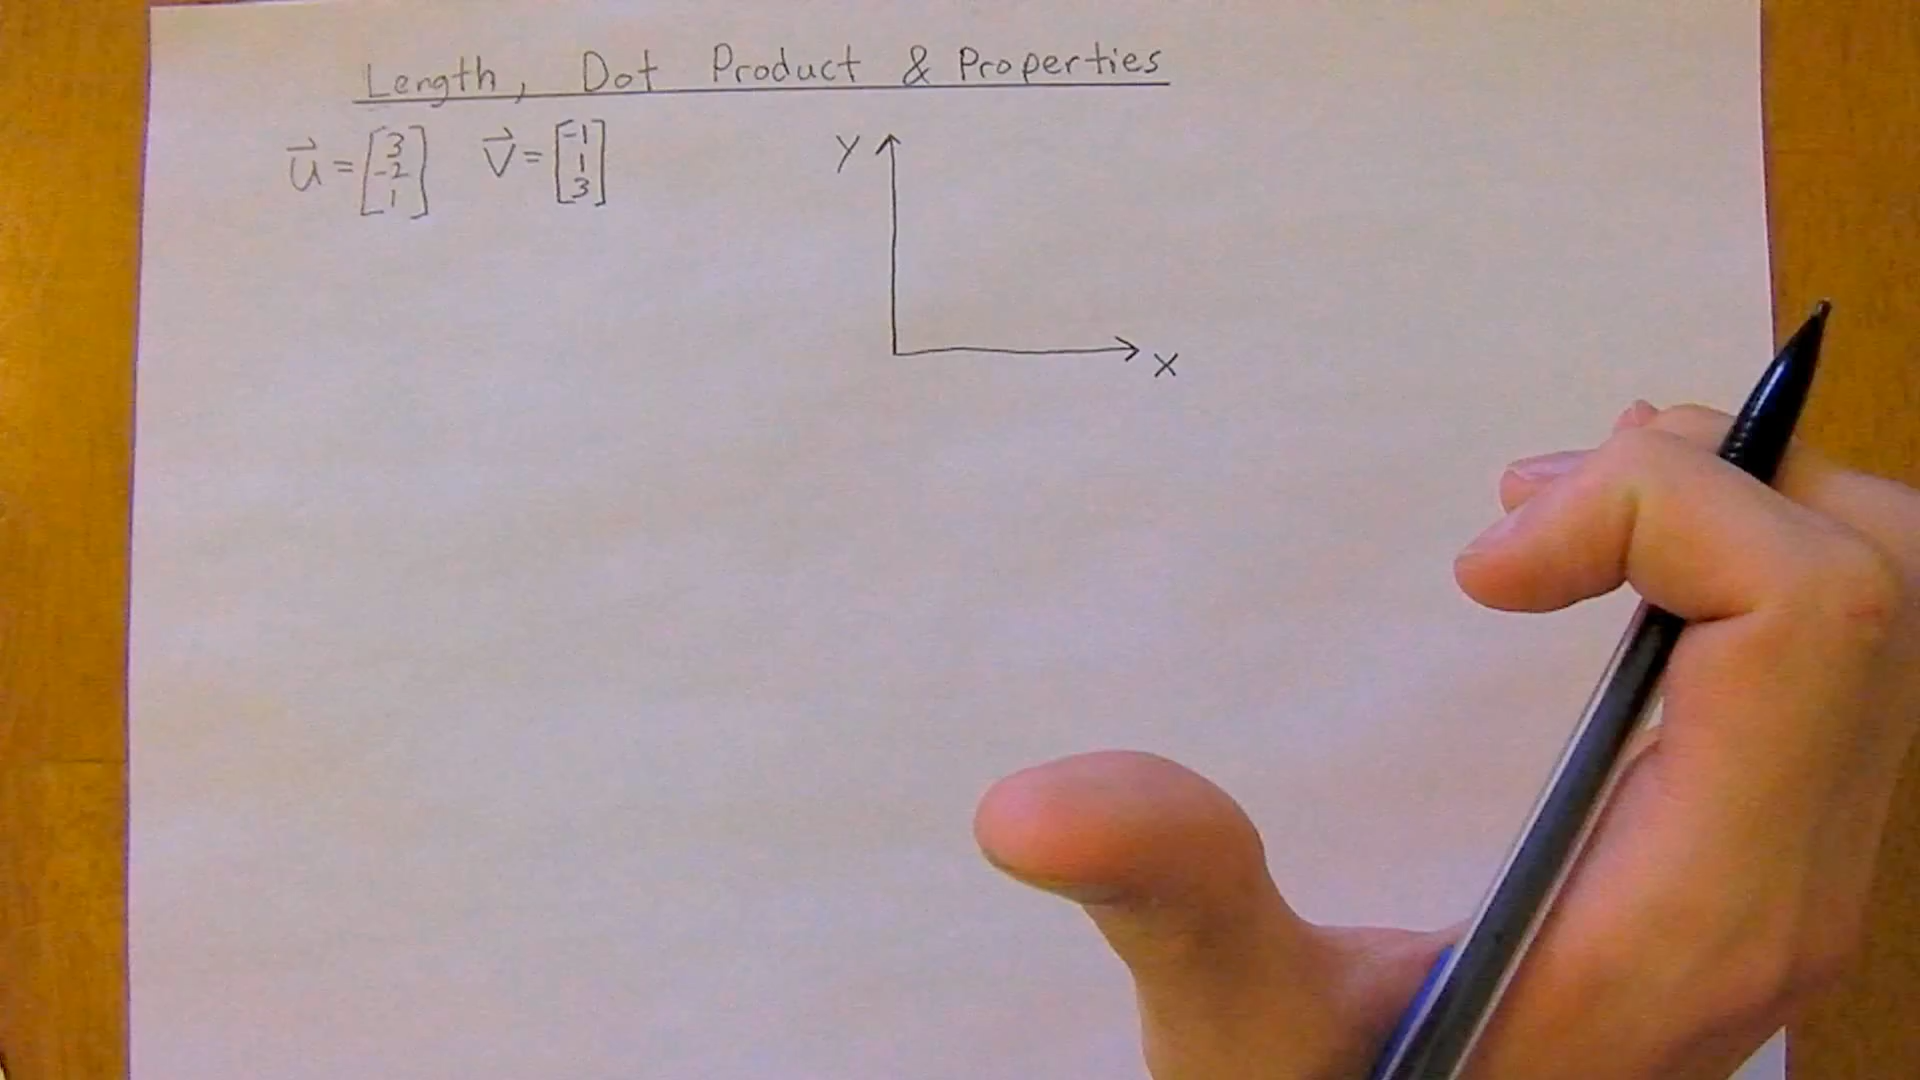 Length, Dot Product & Properties
u⃗ = [3 -2 1] v⃗ = [-1 1 3]
y
x